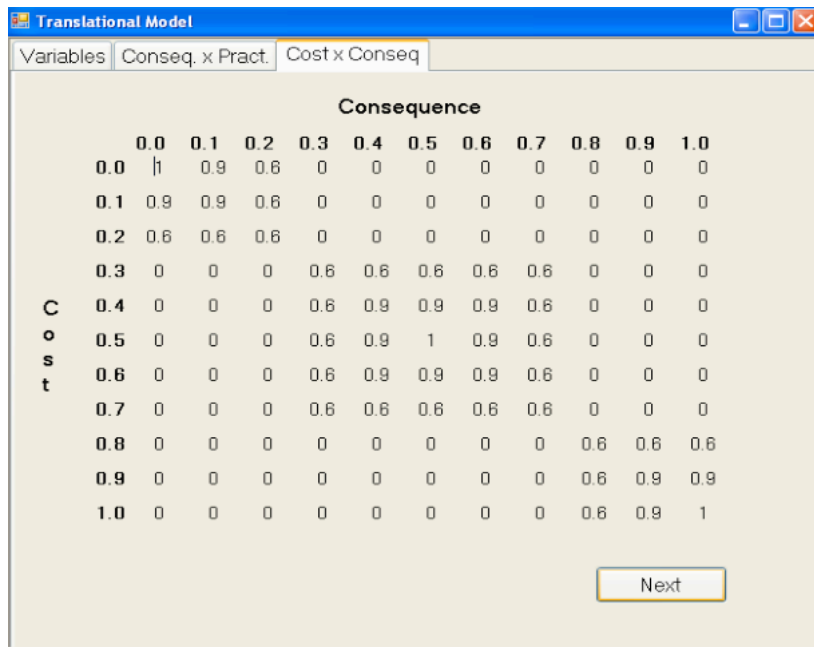 Translational Model
Variables Conseq. x Pract. Cost x Conseq
Consequence
0.0 0.1 0.2 0.3 0.4 0.5 0.6 0.7 0.8 0.9 1.0
0.0 1 0.9 0.6 0 0 0 0 0 0 0 0
0.1 0.9 0.9 0.6 0 0 0 0 0 0 0 0
0.2 0.6 0.6 0.6 0 0 0 0 0 0 0 0
0.3 0 0 0 0.6 0.6 0.6 0.6 0.6 0 0 0
Cost 0.4 0 0 0 0.6 0.9 0.9 0.9 0.6 0 0 0
0.5 0 0 0 0.6 0.9 1 0.9 0.6 0 0 0
0.6 0 0 0 0.6 0.9 0.9 0.9 0.6 0 0 0
0.7 0 0 0 0.6 0.6 0.6 0.6 0.6 0 0 0
0.8 0 0 0 0 0 0 0 0 0.6 0.6 0.6
0.9 0 0 0 0 0 0 0 0 0.6 0.9 0.9
1.0 0 0 0 0 0 0 0 0 0.6 0.9 1
Next